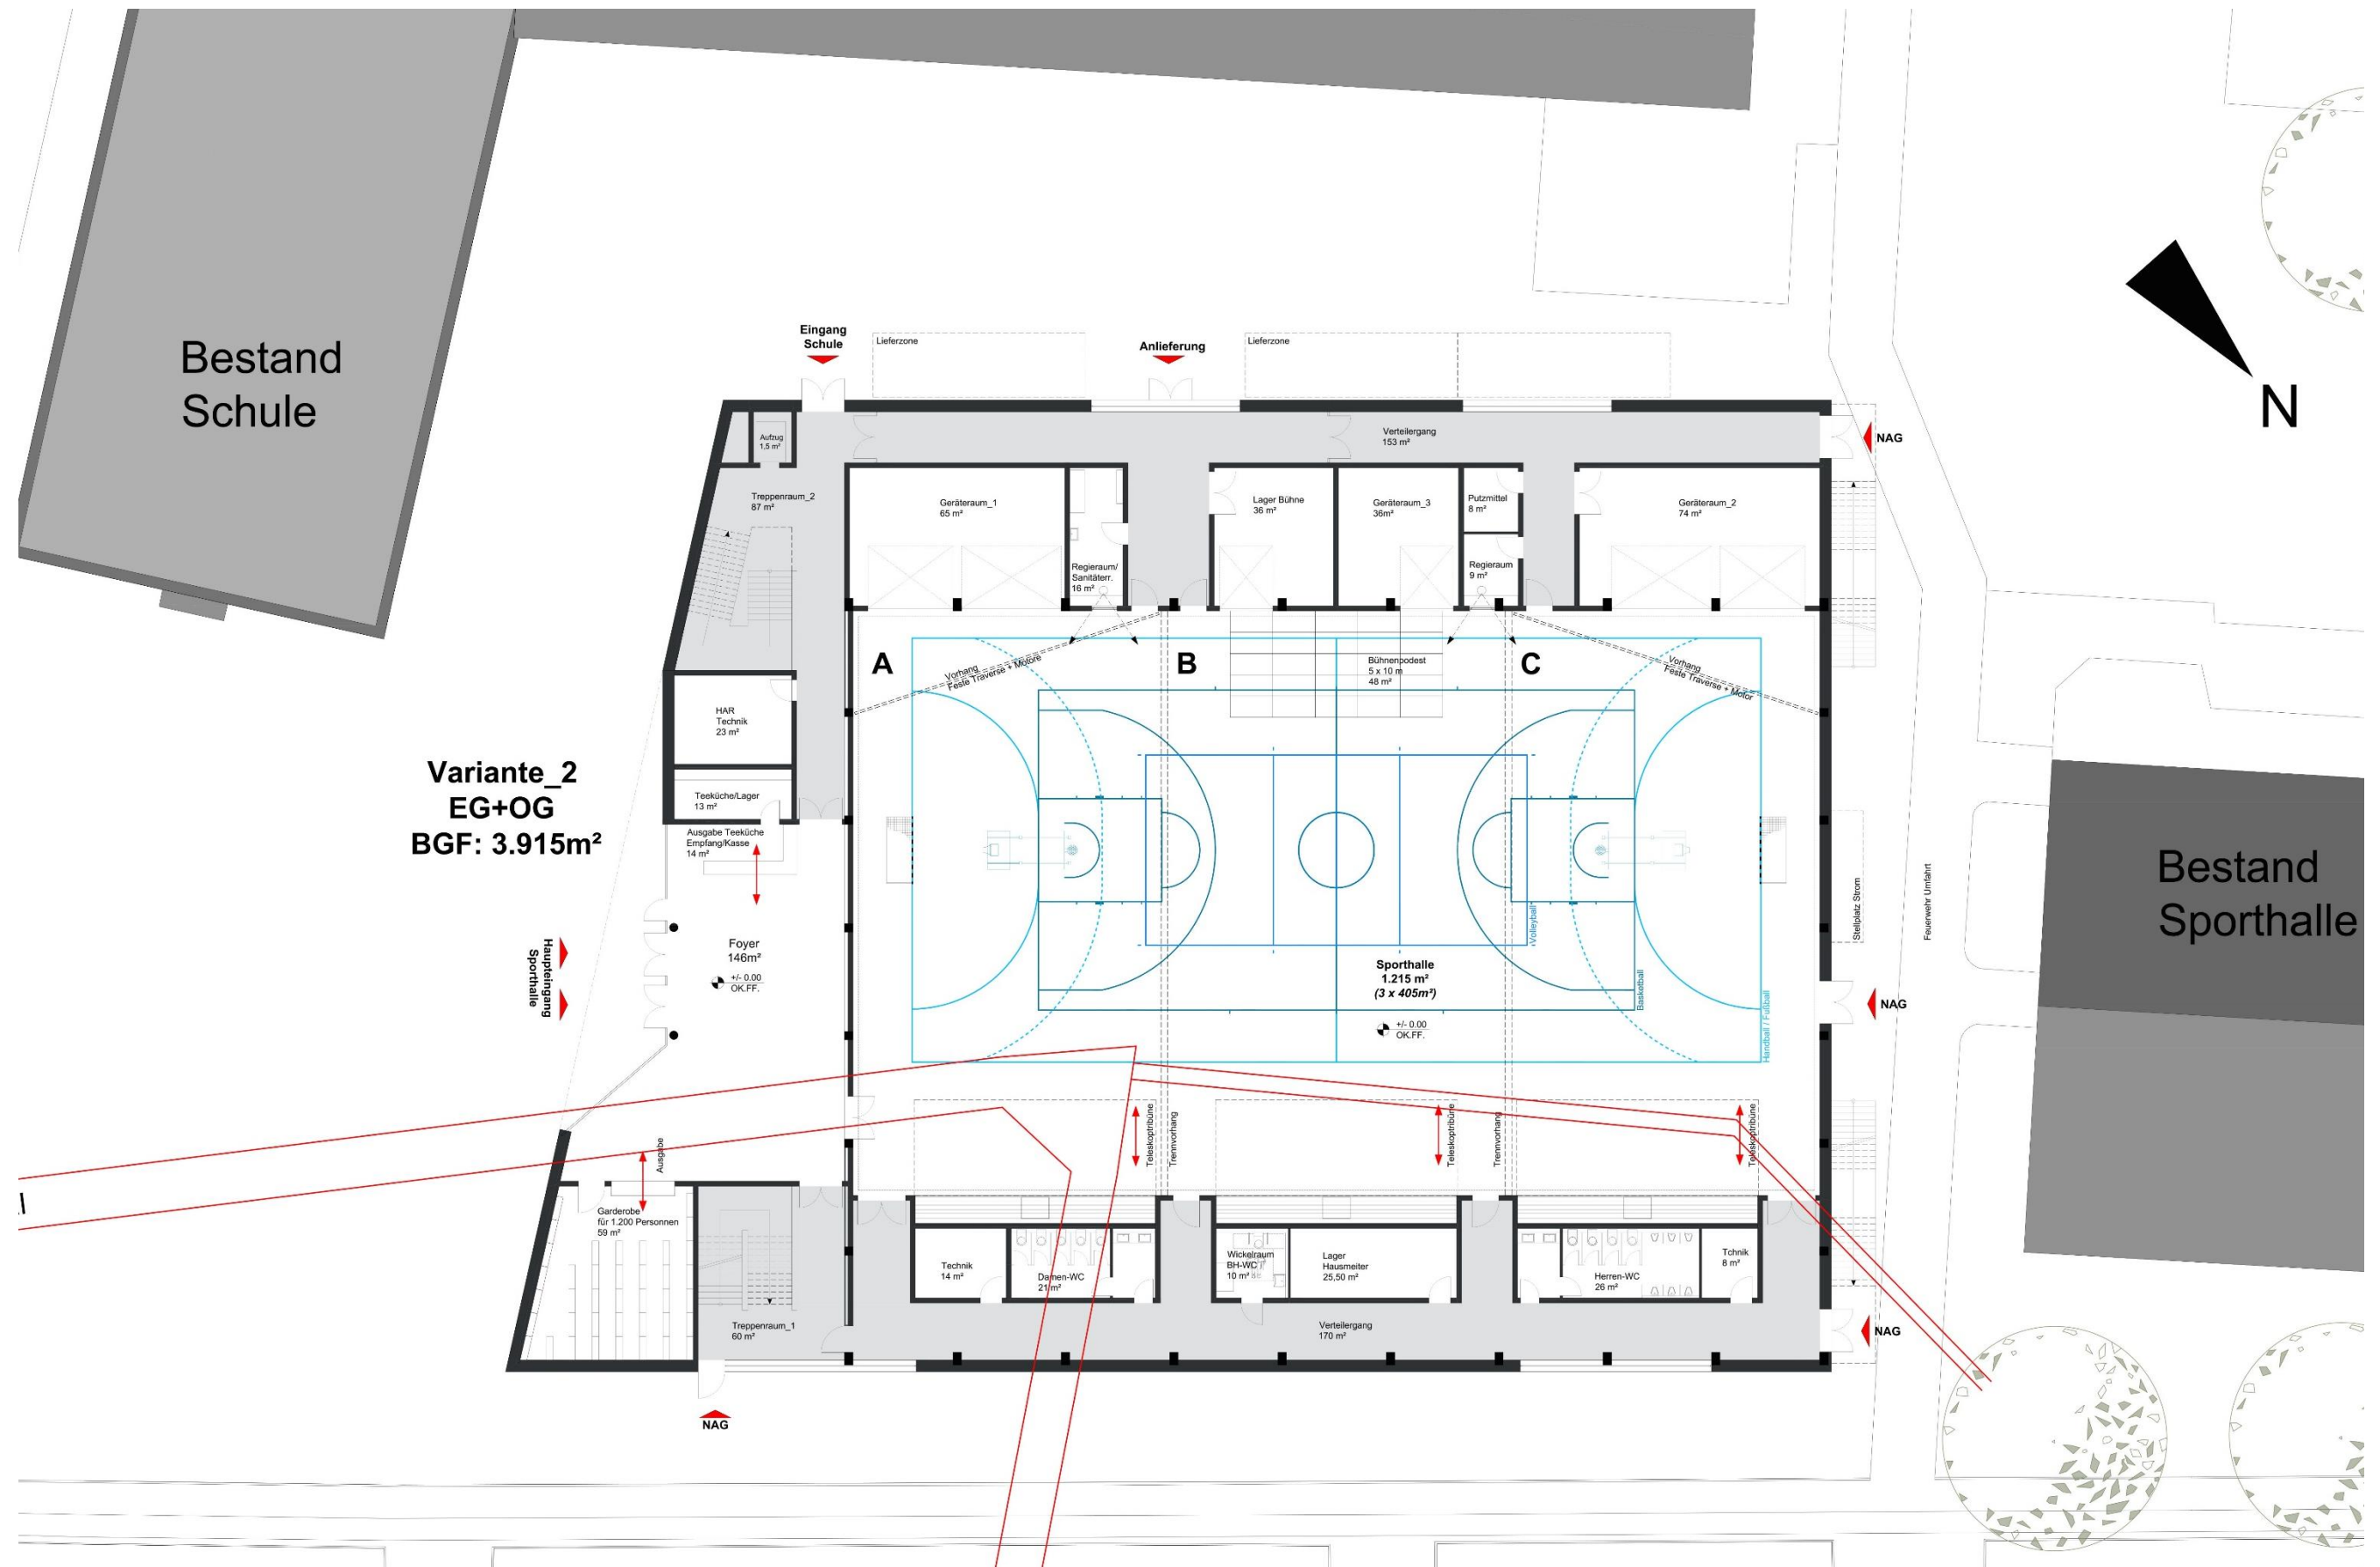 Bestand
Schule
Eingang
Schule
Lieferzone
Anlieferung
Lieferzone
N
Aufzug
1,5 m²
Verteilergang
153 m²
NAG
Treppenraum_2
87 m²
Geräteraum_1
65 m²
Lager Bühne
36 m²
Geräteraum_3
36m²
Putzmittel
8 m²
Geräteraum_2
74 m²
Regieraum/
Sanitäterr.
16 m²
Regieraum
9 m²
A
Vorhang
Feste Traverse + Motore
B
Bühnenpodest
5 x 10 m
48 m²
C
Vorhang
Feste Traverse + Motor
HAR
Technik
23 m²
Variante_2
EG+OG
BGF: 3.915m²
Teeküche/Lager
13 m²
Ausgabe Teeküche
Empfang/Kasse
14 m²
Bestand
Sporthalle
Stellplatz Strom
Feuerwehr Umfahrt
Haupteingang
Sporthalle
Foyer
146m²
+/- 0.00
OK.FF.
Volleyball
Sporthalle
1.215 m²
(3 x 405m²)
+/- 0.00
OK.FF.
Basketball
Handball / Fußball
NAG
Teleskoptribüne
Trennvorhang
Teleskoptribüne
Trennvorhang
Teleskoptribüne
Ausgabe
Garderobe
für 1.200 Personnen
59 m²
Technik
14 m²
Damen-WC
21 m²
Wickelraum
BH-WC
10 m²
Lager
Hausmeiter
25,50 m²
Herren-WC
26 m²
Tchnik
8 m²
Treppenraum_1
60 m²
Verteilergang
170 m²
NAG
NAG